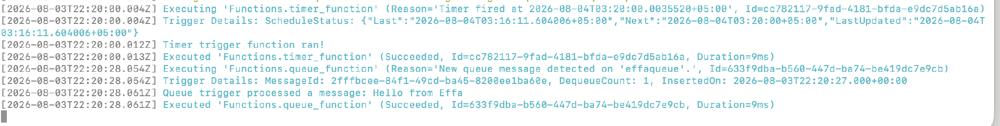 [2026-08-03T22:20:00.004Z] Executing 'Functions.timer_function' (Reason='Timer fired at 2026-08-04T03:20:00.0035520+05:00', Id=cc782117-9fad-4181-bfda-e9dc7d5ab16a)
[2026-08-03T22:20:00.004Z] Trigger Details: ScheduleStatus: {"Last":"2026-08-04T03:16:11.604006+05:00","Next":"2026-08-04T03:20:00+05:00","LastUpdated":"2026-08-04T
03:16:11.604006+05:00"}
[2026-08-03T22:20:00.012Z] Timer trigger function ran!
[2026-08-03T22:20:00.013Z] Executed 'Functions.timer_function' (Succeeded, Id=cc782117-9fad-4181-bfda-e9dc7d5ab16a, Duration=9ms)
[2026-08-03T22:20:28.054Z] Executing 'Functions.queue_function' (Reason='New queue message detected on 'effaqueue'.', Id=633f9dba-b560-447d-ba74-be419dc7e9cb)
[2026-08-03T22:20:28.054Z] Trigger Details: MessageId: 2fffbcee-84f1-49cd-ba45-8200ee1ba60e, DequeueCount: 1, InsertedOn: 2026-08-03T22:20:27.000+00:00
[2026-08-03T22:20:28.061Z] Queue trigger processed a message: Hello from Effa
[2026-08-03T22:20:28.061Z] Executed 'Functions.queue_function' (Succeeded, Id=633f9dba-b560-447d-ba74-be419dc7e9cb, Duration=9ms)